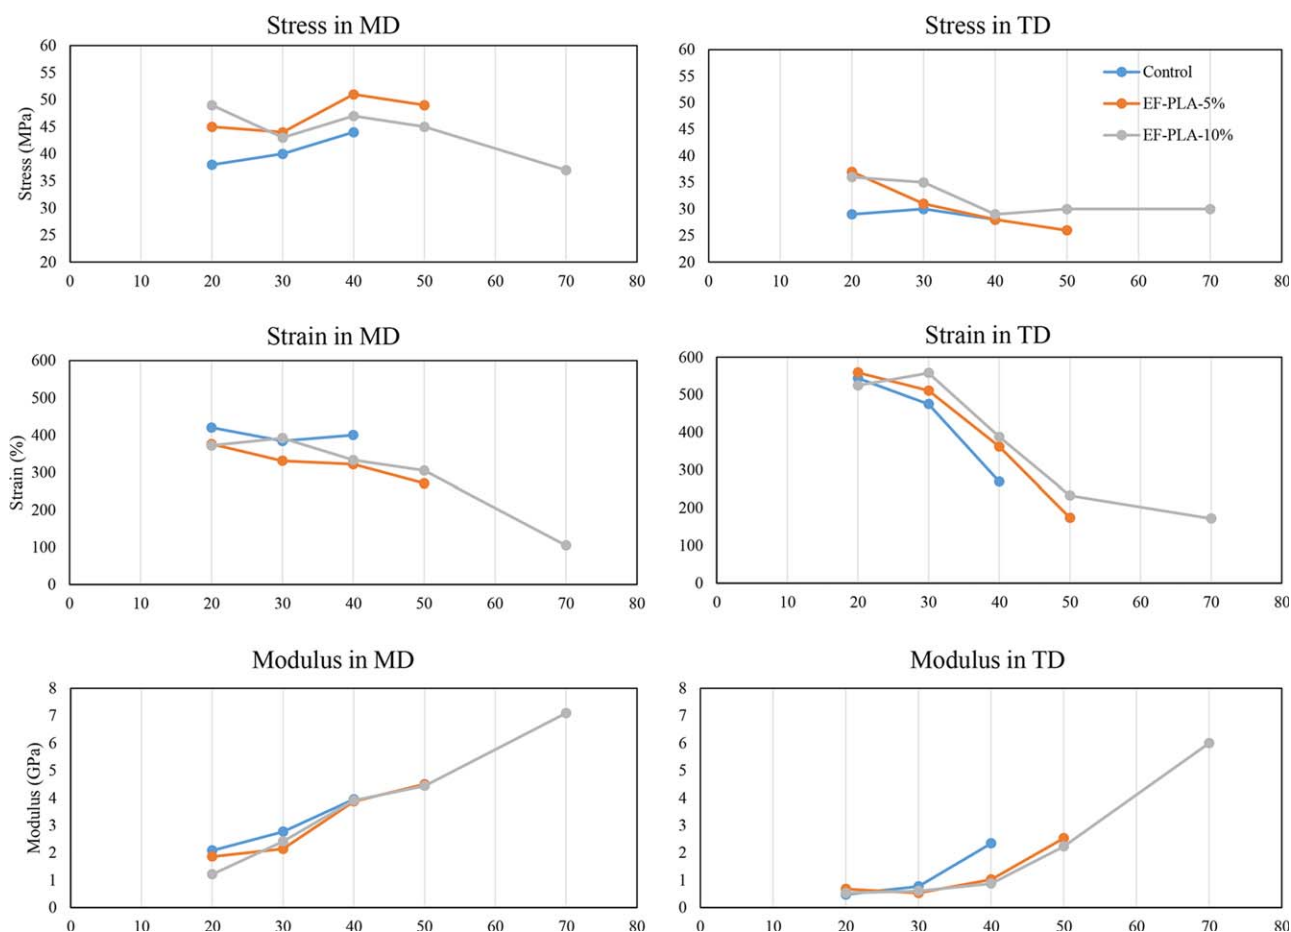 Stress in MD
Stress (MPa)
60
55
50
45
40
35
30
25
20
0 10 20 30 40 50 60 70 80
Stress in TD
60
55
50
45
40
35
30
25
20
0 10 20 30 40 50 60 70 80
Control
EF-PLA-5%
EF-PLA-10%
Strain in MD
Strain (%)
600
500
400
300
200
100
0
0 10 20 30 40 50 60 70 80
Strain in TD
600
500
400
300
200
100
0
0 10 20 30 40 50 60 70 80
Modulus in MD
Modulus (GPa)
8
7
6
5
4
3
2
1
0
0 10 20 30 40 50 60 70 80
Modulus in TD
8
7
6
5
4
3
2
1
0
0 10 20 30 40 50 60 70 80